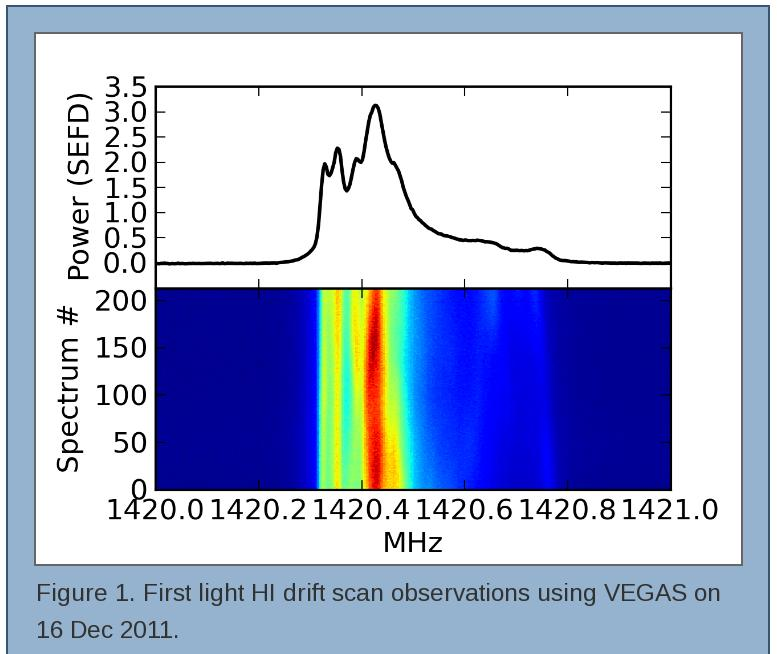 3.5
3.0
2.5
2.0
1.5
1.0
0.5
0.0
Power (SEFD)
200
150
100
50
0
Spectrum #
1420.0 1420.2 1420.4 1420.6 1420.8 1421.0
MHz
Figure 1. First light HI drift scan observations using VEGAS on
16 Dec 2011.